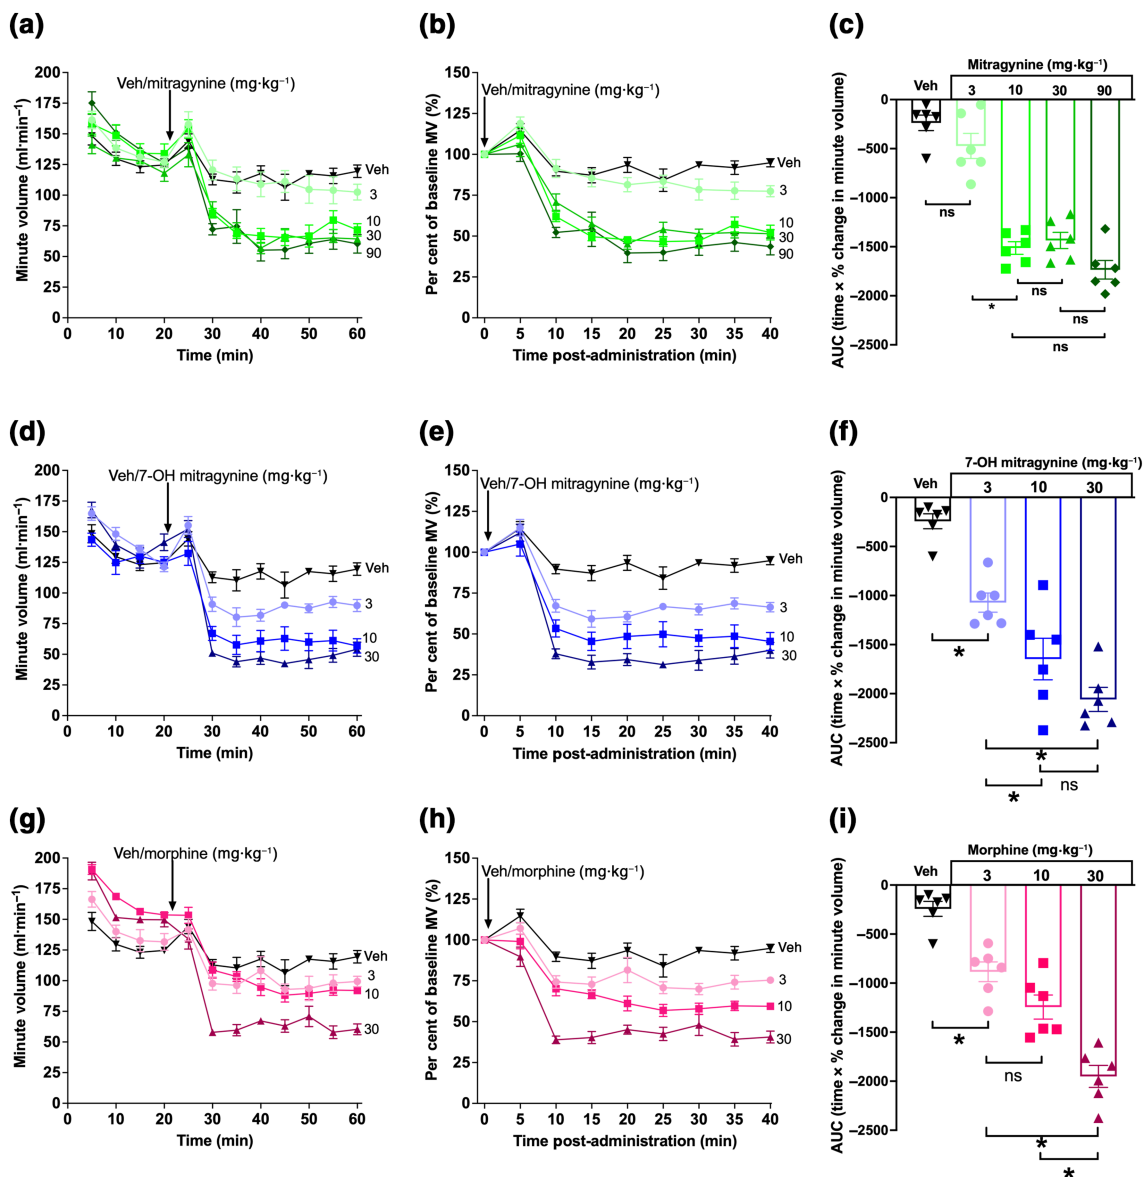 (a)
Veh/mitragynine (mg·kg⁻¹)
Minute volume (ml·min⁻¹)
200
175
150
125
100
75
50
25
0
Veh
3
10
30
90
0 10 20 30 40 50 60
Time (min)
(b)
Veh/mitragynine (mg·kg⁻¹)
Per cent of baseline MV (%)
150
125
100
75
50
25
0
Veh
3
10
30
90
0 5 10 15 20 25 30 35 40
Time post-administration (min)
(c)
Mitragynine (mg·kg⁻¹)
Veh 3 10 30 90
AUC (time × % change in minute volume)
0
−500
−1000
−1500
−2000
−2500
ns
*
ns
ns
ns
(d)
Veh/7-OH mitragynine (mg·kg⁻¹)
Minute volume (ml·min⁻¹)
200
175
150
125
100
75
50
25
0
Veh
3
10
30
0 10 20 30 40 50 60
Time (min)
(e)
Veh/7-OH mitragynine (mg·kg⁻¹)
Per cent of baseline MV (%)
150
125
100
75
50
25
0
Veh
3
10
30
0 5 10 15 20 25 30 35 40
Time post-administration (min)
(f)
7-OH mitragynine (mg·kg⁻¹)
Veh 3 10 30
AUC (time × % change in minute volume)
0
−500
−1000
−1500
−2000
−2500
*
*
ns
*
(g)
Veh/morphine (mg·kg⁻¹)
Minute volume (ml·min⁻¹)
200
175
150
125
100
75
50
25
0
Veh
3
10
30
0 10 20 30 40 50 60
Time (min)
(h)
Veh/morphine (mg·kg⁻¹)
Per cent of baseline MV (%)
150
125
100
75
50
25
0
Veh
3
10
30
0 5 10 15 20 25 30 35 40
Time post-administration (min)
(i)
Morphine (mg·kg⁻¹)
Veh 3 10 30
AUC (time × % change in minute volume)
0
−500
−1000
−1500
−2000
−2500
*
ns
*
*